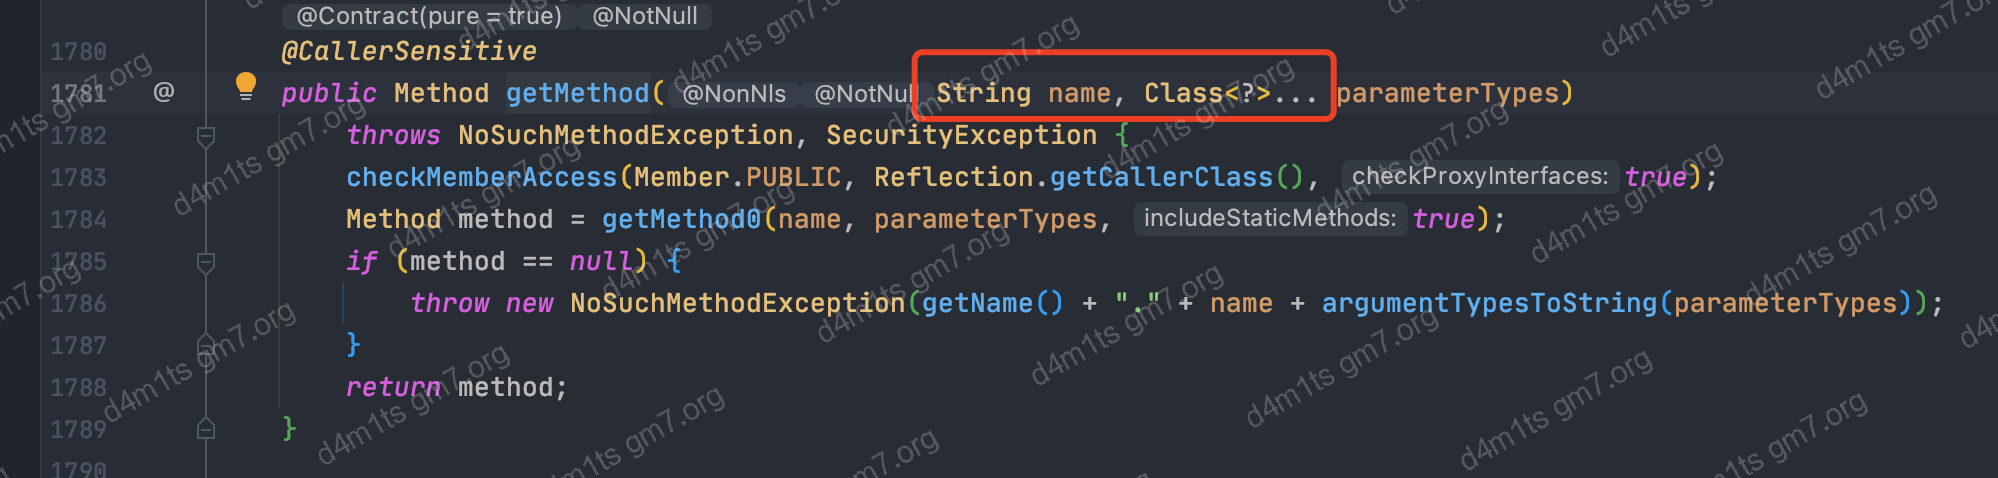 @Contract(pure = true) @NotNull
1780 @CallerSensitive
1781 @ public Method getMethod( @NonNls @NotNull String name, Class<?>... parameterTypes)
1782 throws NoSuchMethodException, SecurityException {
1783 checkMemberAccess(Member.PUBLIC, Reflection.getCallerClass(), checkProxyInterfaces: true);
1784 Method method = getMethod0(name, parameterTypes, includeStaticMethods: true);
1785 if (method == null) {
1786 throw new NoSuchMethodException(getName() + "." + name + argumentTypesToString(parameterTypes));
1787 }
1788 return method;
1789 }
1790
d4m1ts gm7.org